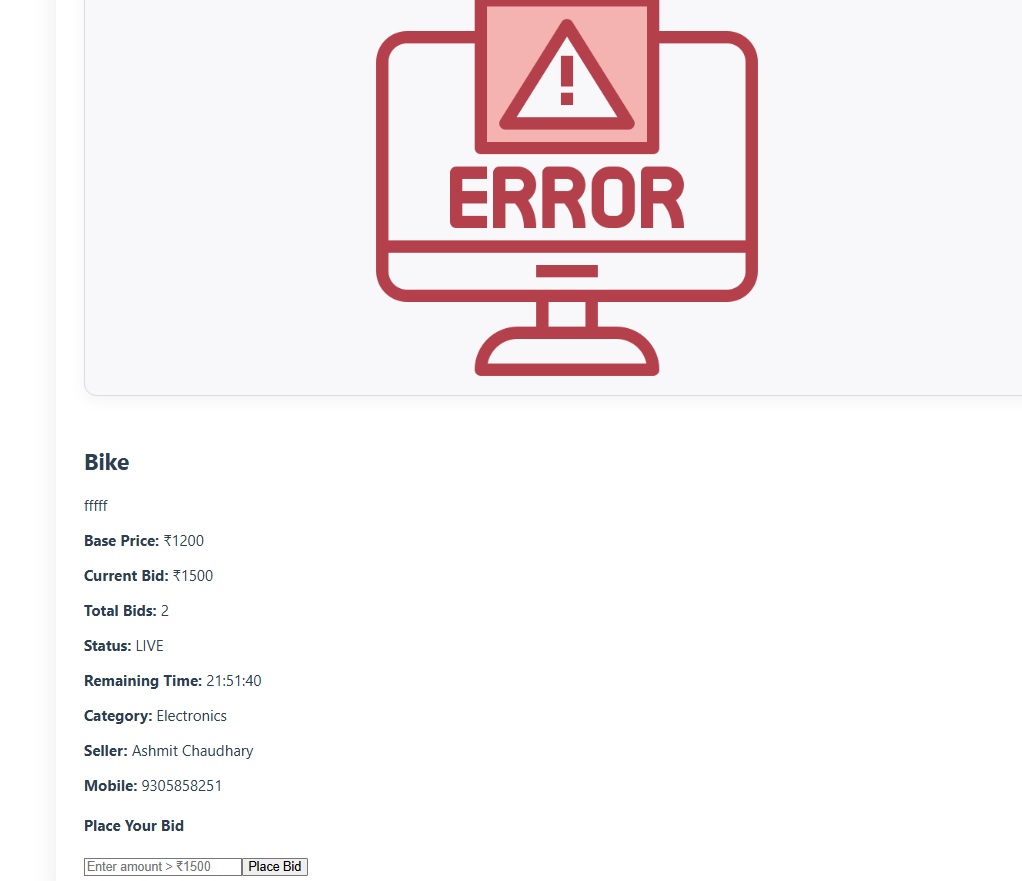 !
ERROR
Bike
fffff
Base Price: ₹1200
Current Bid: ₹1500
Total Bids: 2
Status: LIVE
Remaining Time: 21:51:40
Category: Electronics
Seller: Ashmit Chaudhary
Mobile: 9305858251
Place Your Bid
Enter amount > ₹1500 Place Bid